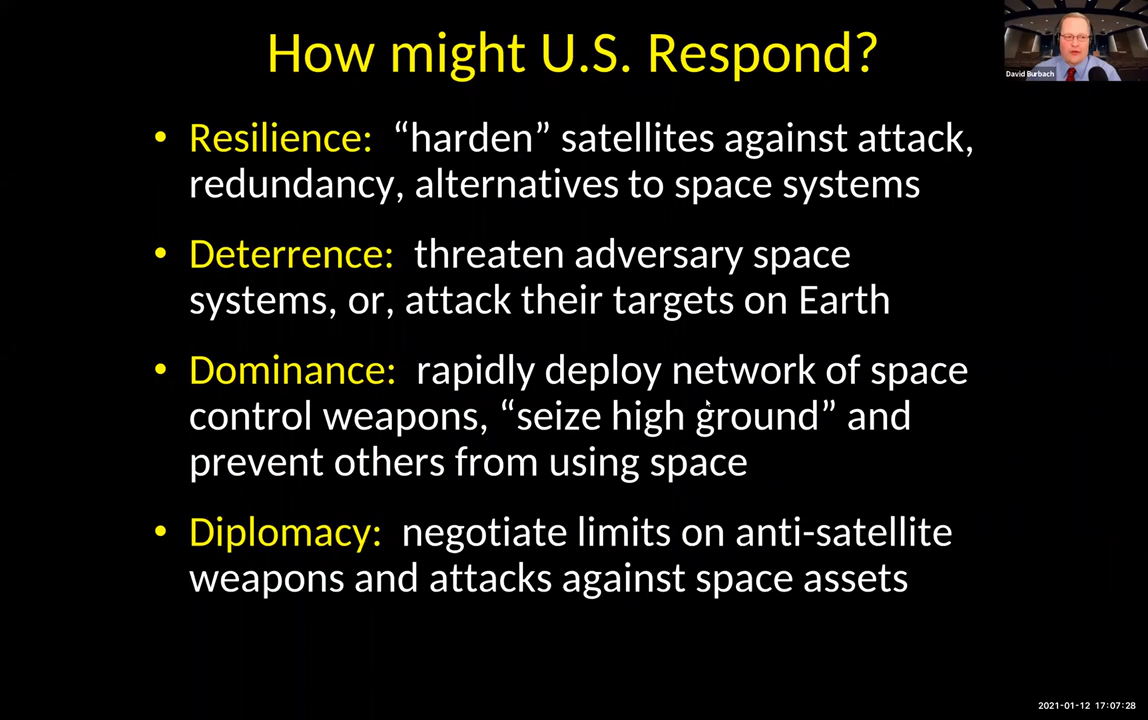 How might U.S. Respond?
David Burbach
• Resilience: “harden” satellites against attack,
redundancy, alternatives to space systems
• Deterrence: threaten adversary space
systems, or, attack their targets on Earth
• Dominance: rapidly deploy network of space
control weapons, “seize high ground” and
prevent others from using space
• Diplomacy: negotiate limits on anti-satellite
weapons and attacks against space assets
2021-01-12 17:07:28